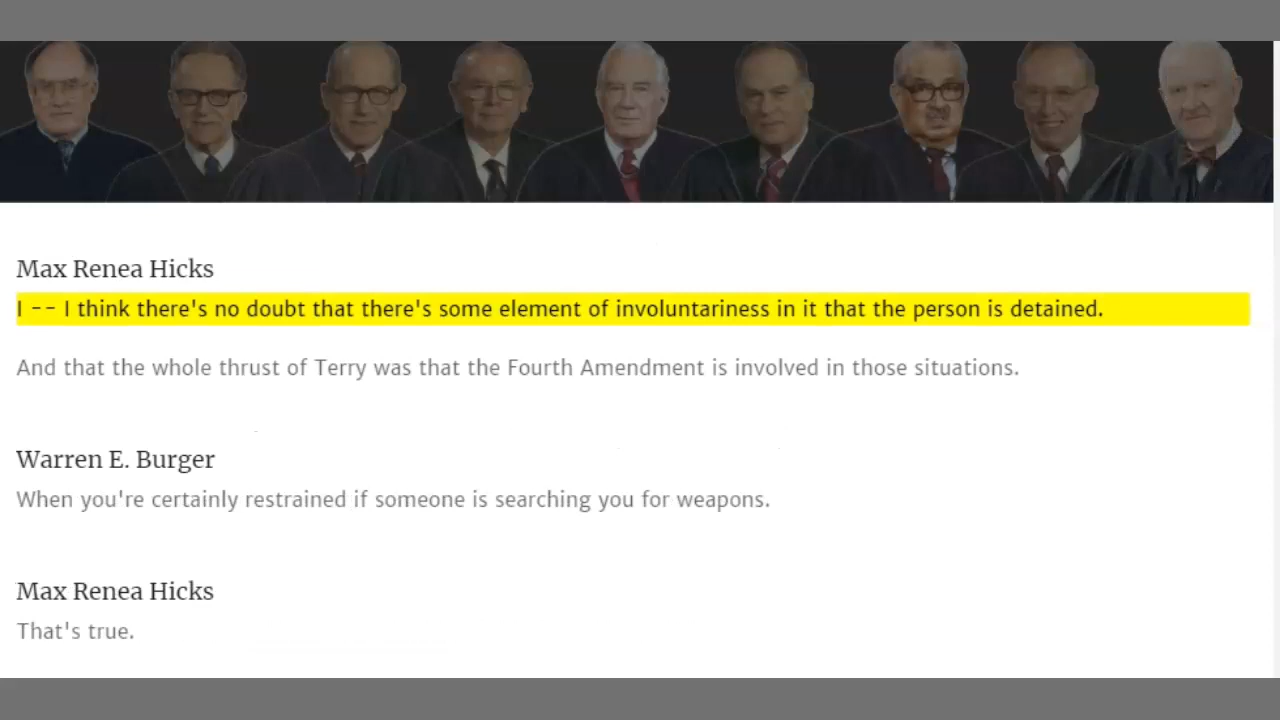 Max Renea Hicks
I -- I think there's no doubt that there's some element of involuntariness in it that the person is detained.
And that the whole thrust of Terry was that the Fourth Amendment is involved in those situations.
Warren E. Burger
When you're certainly restrained if someone is searching you for weapons.
Max Renea Hicks
That's true.